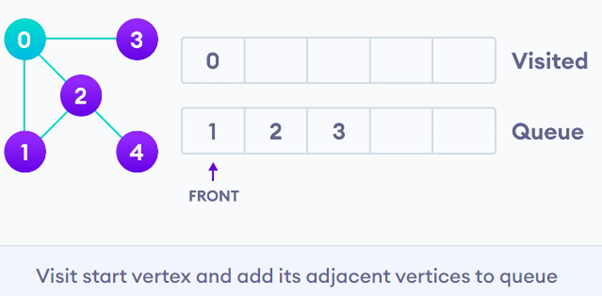 0
3
0
Visited
2
1
2
3
Queue
1
4
FRONT
Visit start vertex and add its adjacent vertices to queue